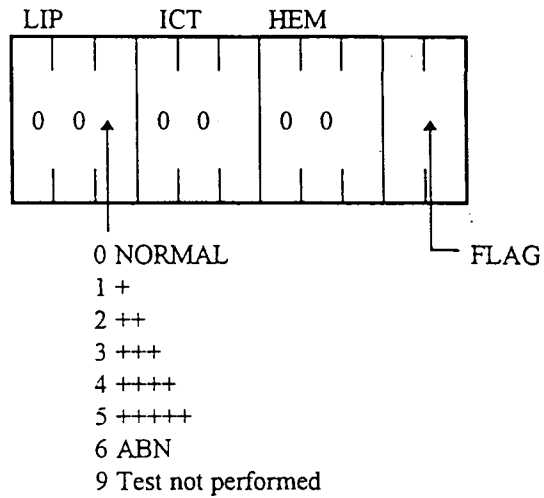 LIP ICT HEM
0 0 0 0 0 0
0 NORMAL FLAG
1 +
2 ++
3 +++
4 ++++
5 +++++
6 ABN
9 Test not performed